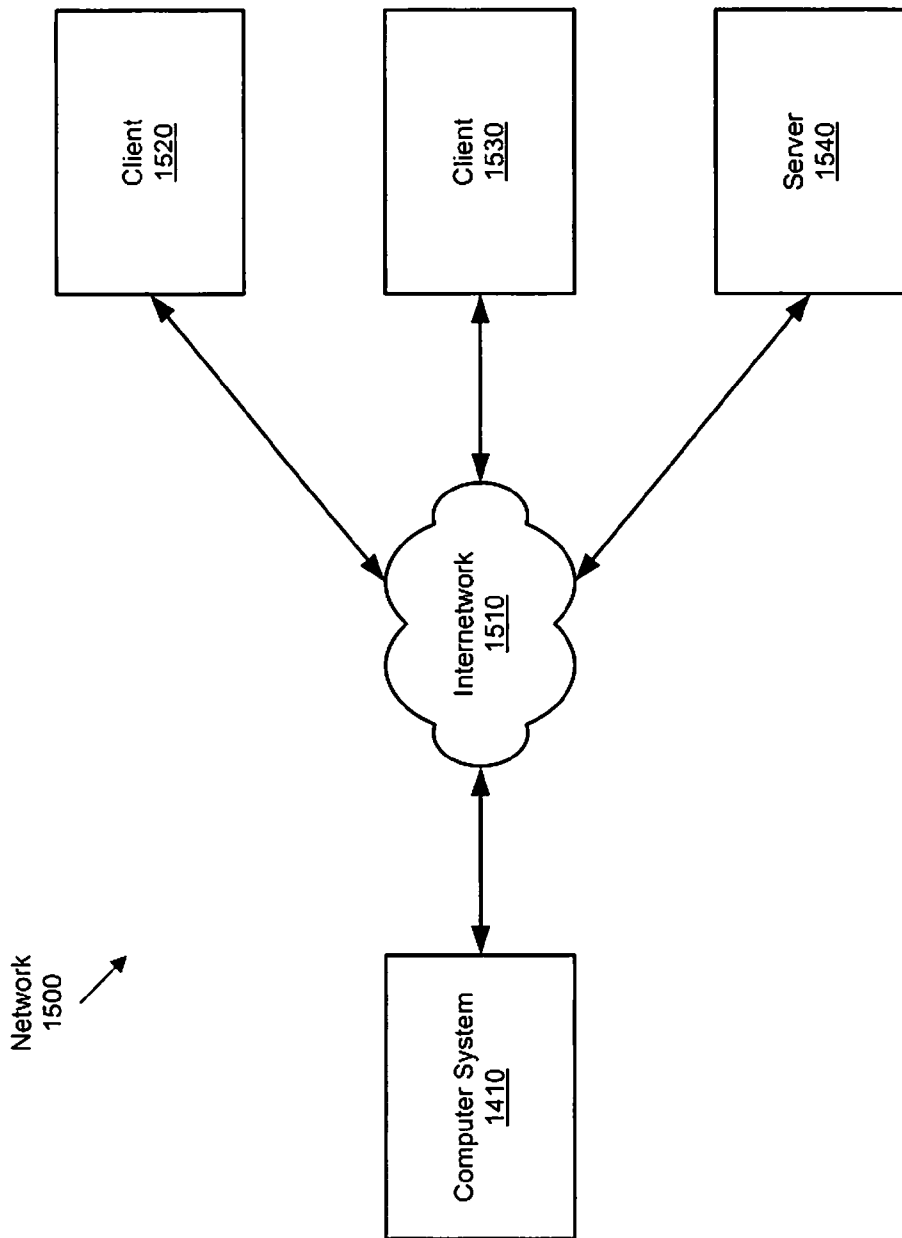 Network
1500
Client
1520
Client
1530
Server
1540
Internetwork
1510
Computer System
1410